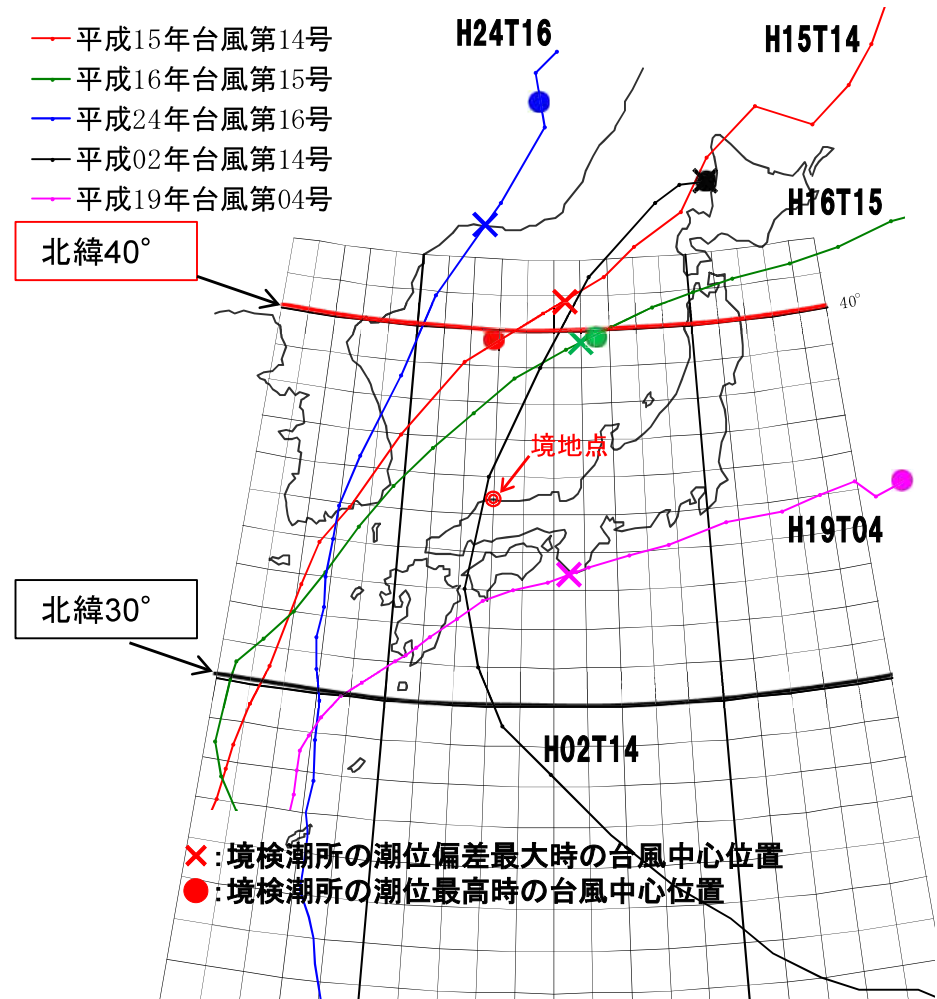 平成15年台風第14号
平成16年台風第15号
平成24年台風第16号
平成02年台風第14号
平成19年台風第04号
H24T16
H15T14
H16T15
北緯40°
40°
境地点
H19T04
北緯30°
H02T14
×:境検潮所の潮位偏差最大時の台風中心位置
●:境検潮所の潮位最高時の台風中心位置